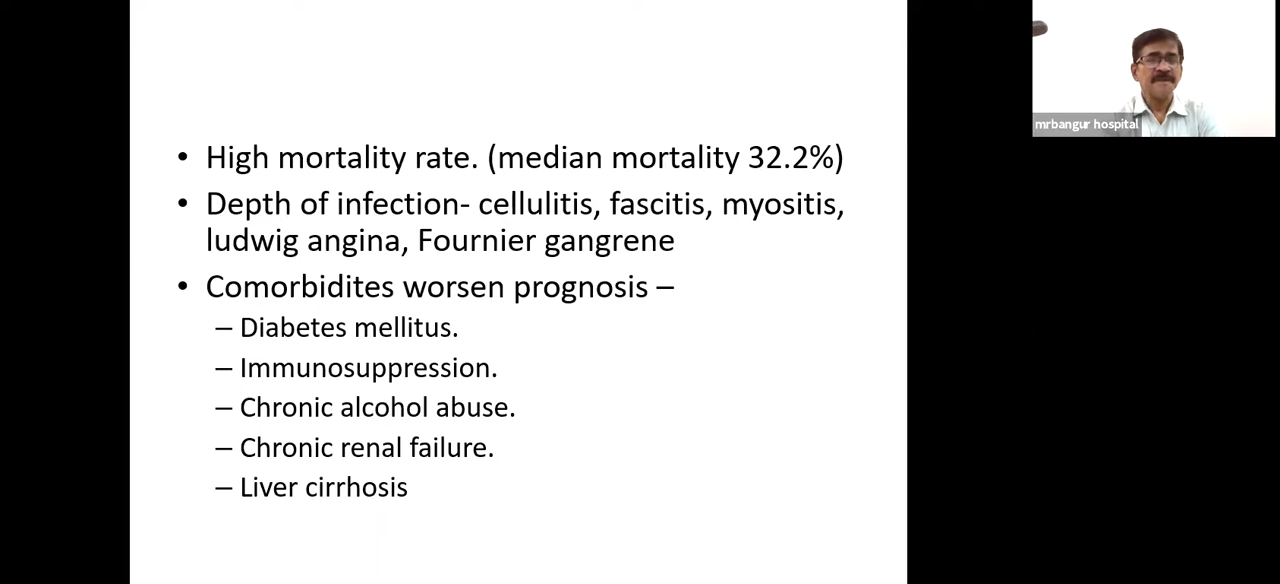 • High mortality rate. (median mortality 32.2%)
• Depth of infection- cellulitis, fascitis, myositis,
ludwig angina, Fournier gangrene
• Comorbidites worsen prognosis –
– Diabetes mellitus.
– Immunosuppression.
– Chronic alcohol abuse.
– Chronic renal failure.
– Liver cirrhosis
mrbangur hospital